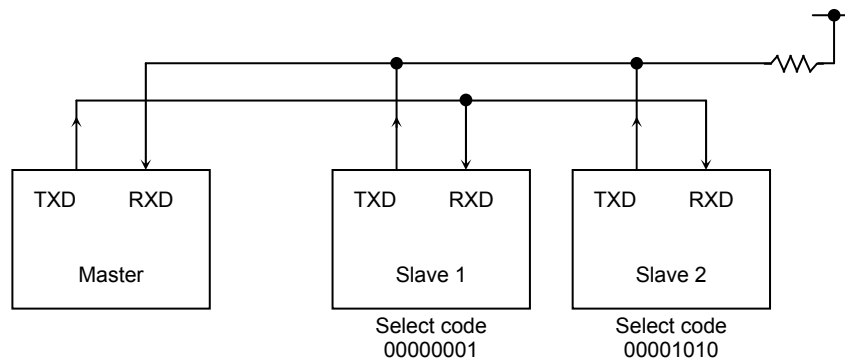 TXD RXD TXD RXD TXD RXD
Master Slave 1 Slave 2
Select code Select code
00000001 00001010